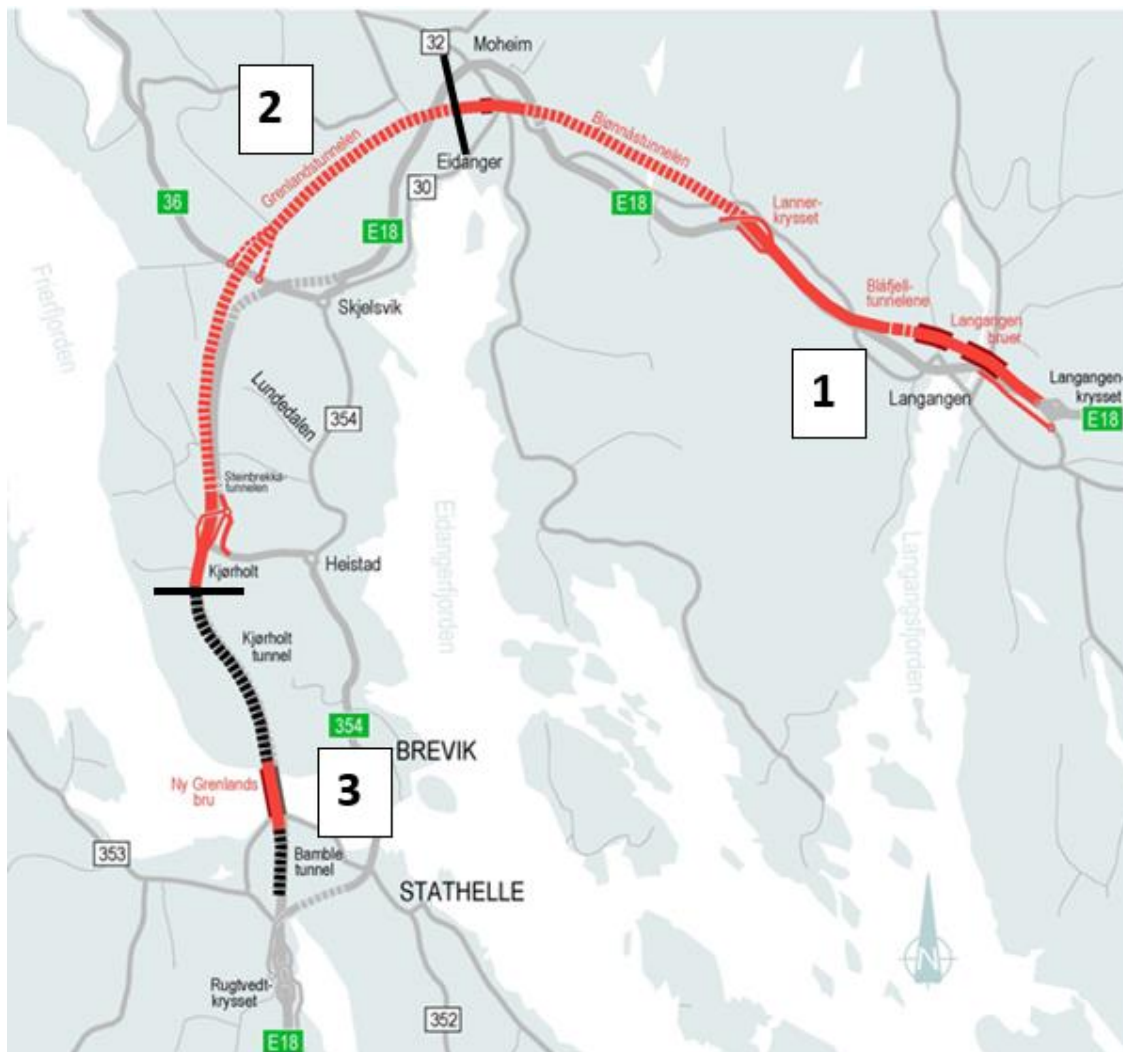 32
Moheim
2
Eidanger
30
Grenlandstunnelen
Bjønnåstunnelen
36
E18
E18
Lanner-
krysset
Frierfjorden
Skjelsvik
Blåfjell-
tunnelene
Langangen
bruer
1
Langangen
Langangen-
krysset
E18
Lundedalen
354
Steinbrekka-
tunnelen
Eidangerfjorden
Langangsfjorden
Heistad
Kjørholt
Kjørholt
tunnel
354
BREVIK
3
Ny Grenlands
bru
353
Bamble
tunnel
STATHELLE
N
Rugtvedt-
krysset
352
E18